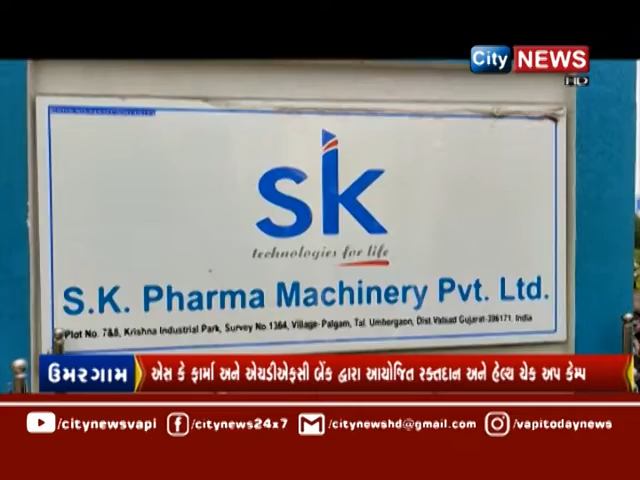 City NEWS
HD
sk
technologies for life
S.K. Pharma Machinery Pvt. Ltd.
Plot No. 7&8, Krishna Industrial Park, Survey No.1364, Village-Palgam, Tal. Umbergaon, Dist.Valsad Gujarat-396171. India
ઉમરગામ
એસ કે ફાર્મા અને એચડીએફસી બેંક દ્વારા આયોજિત રક્તદાન અને હેલ્થ ચેક અપ કેમ્પ
/citynewsvapi
/citynews24x7
/citynewshd@gmail.com
/vapitodaynews